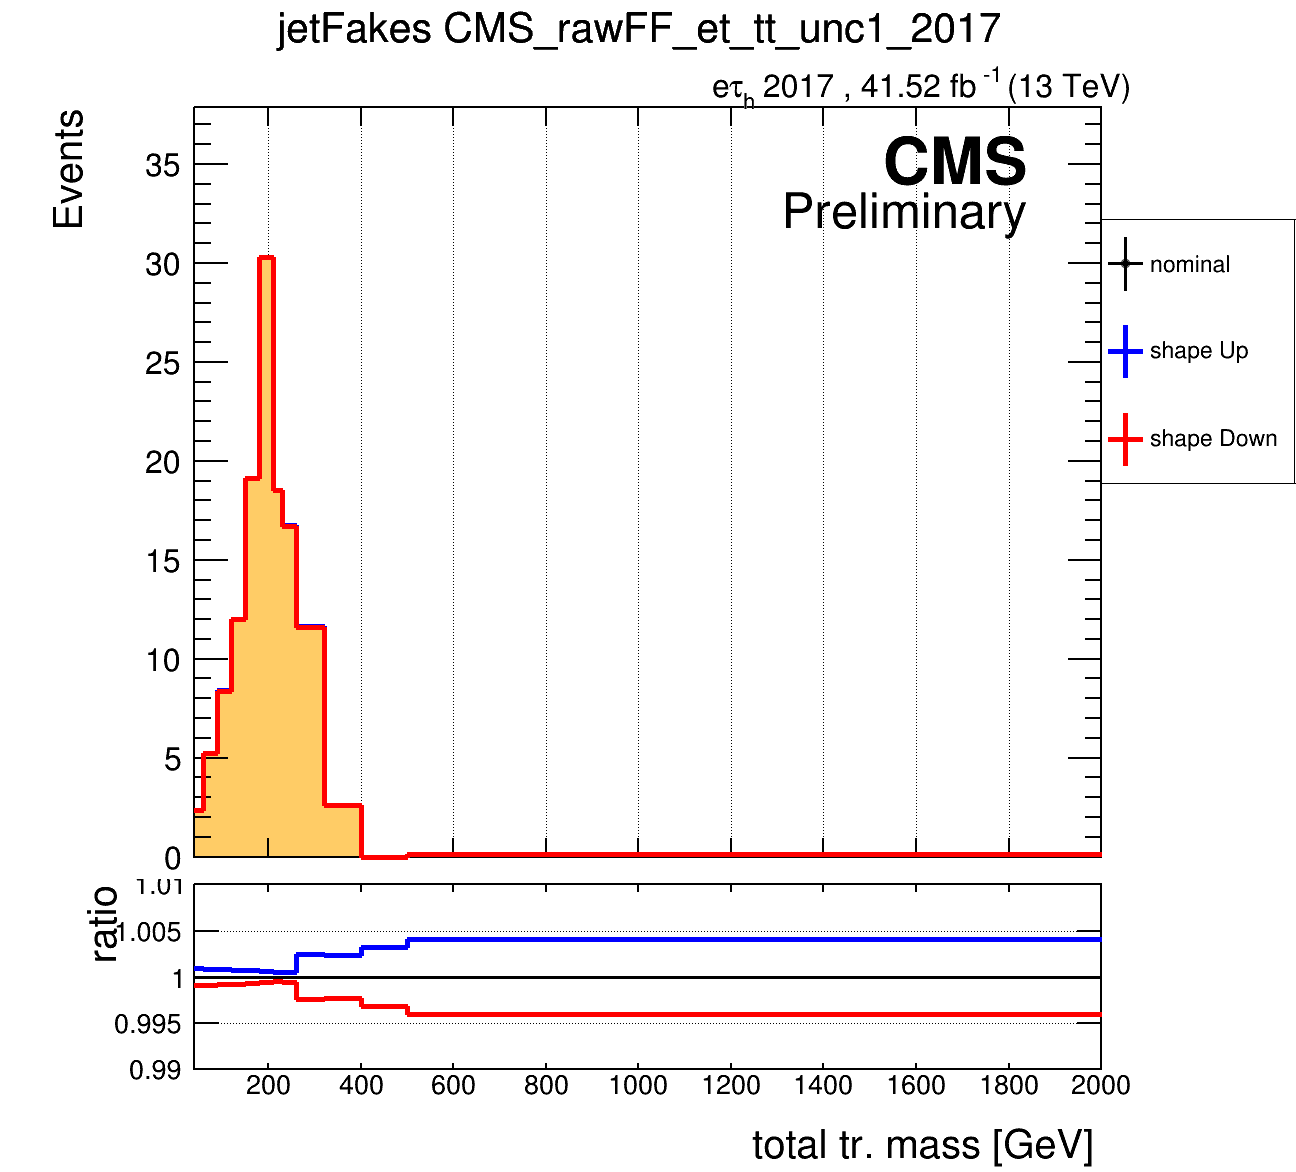 jetFakes CMS_rawFF_et_tt_unc1_2017
eτh 2017 , 41.52 fb -1 (13 TeV)
Events
CMS
Preliminary
35
30
25
20
15
10
5
0
nominal
shape Up
shape Down
ratio
1.01
1.005
1
0.995
0.99
200 400 600 800 1000 1200 1400 1600 1800 2000
total tr. mass [GeV]